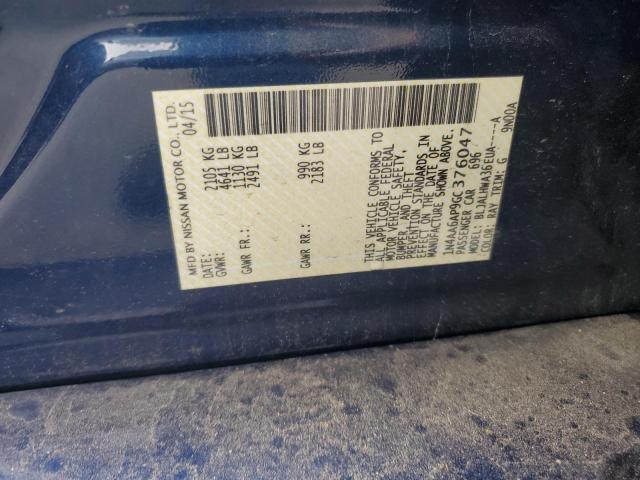 MFD BY NISSAN MOTOR CO., LTD.
DATE: 04/15
GVWR: 2105 KG
4641 LB
GAWR FR.: 1130 KG
2491 LB
GAWR RR.: 990 KG
2183 LB
THIS VEHICLE CONFORMS TO
ALL APPLICABLE FEDERAL
MOTOR VEHICLE SAFETY,
BUMPER, AND THEFT
PREVENTION STANDARDS IN
EFFECT ON THE DATE OF
MANUFACTURE SHOWN ABOVE.
1N4AA6AP9GC376047
PASSENGER CAR 696
MODEL: BLJALHWA36EUA----A
COLOR: RAY TRIM: G 9N00A